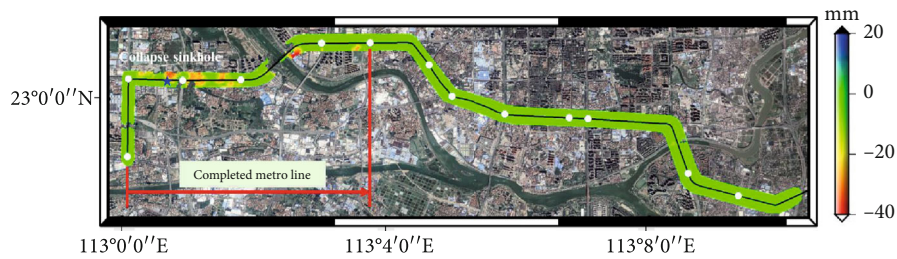 mm
20
0
−20
−40
Collapse sinkhole
23°0′0″N
Completed metro line
113°0′0″E
113°4′0″E
113°8′0″E